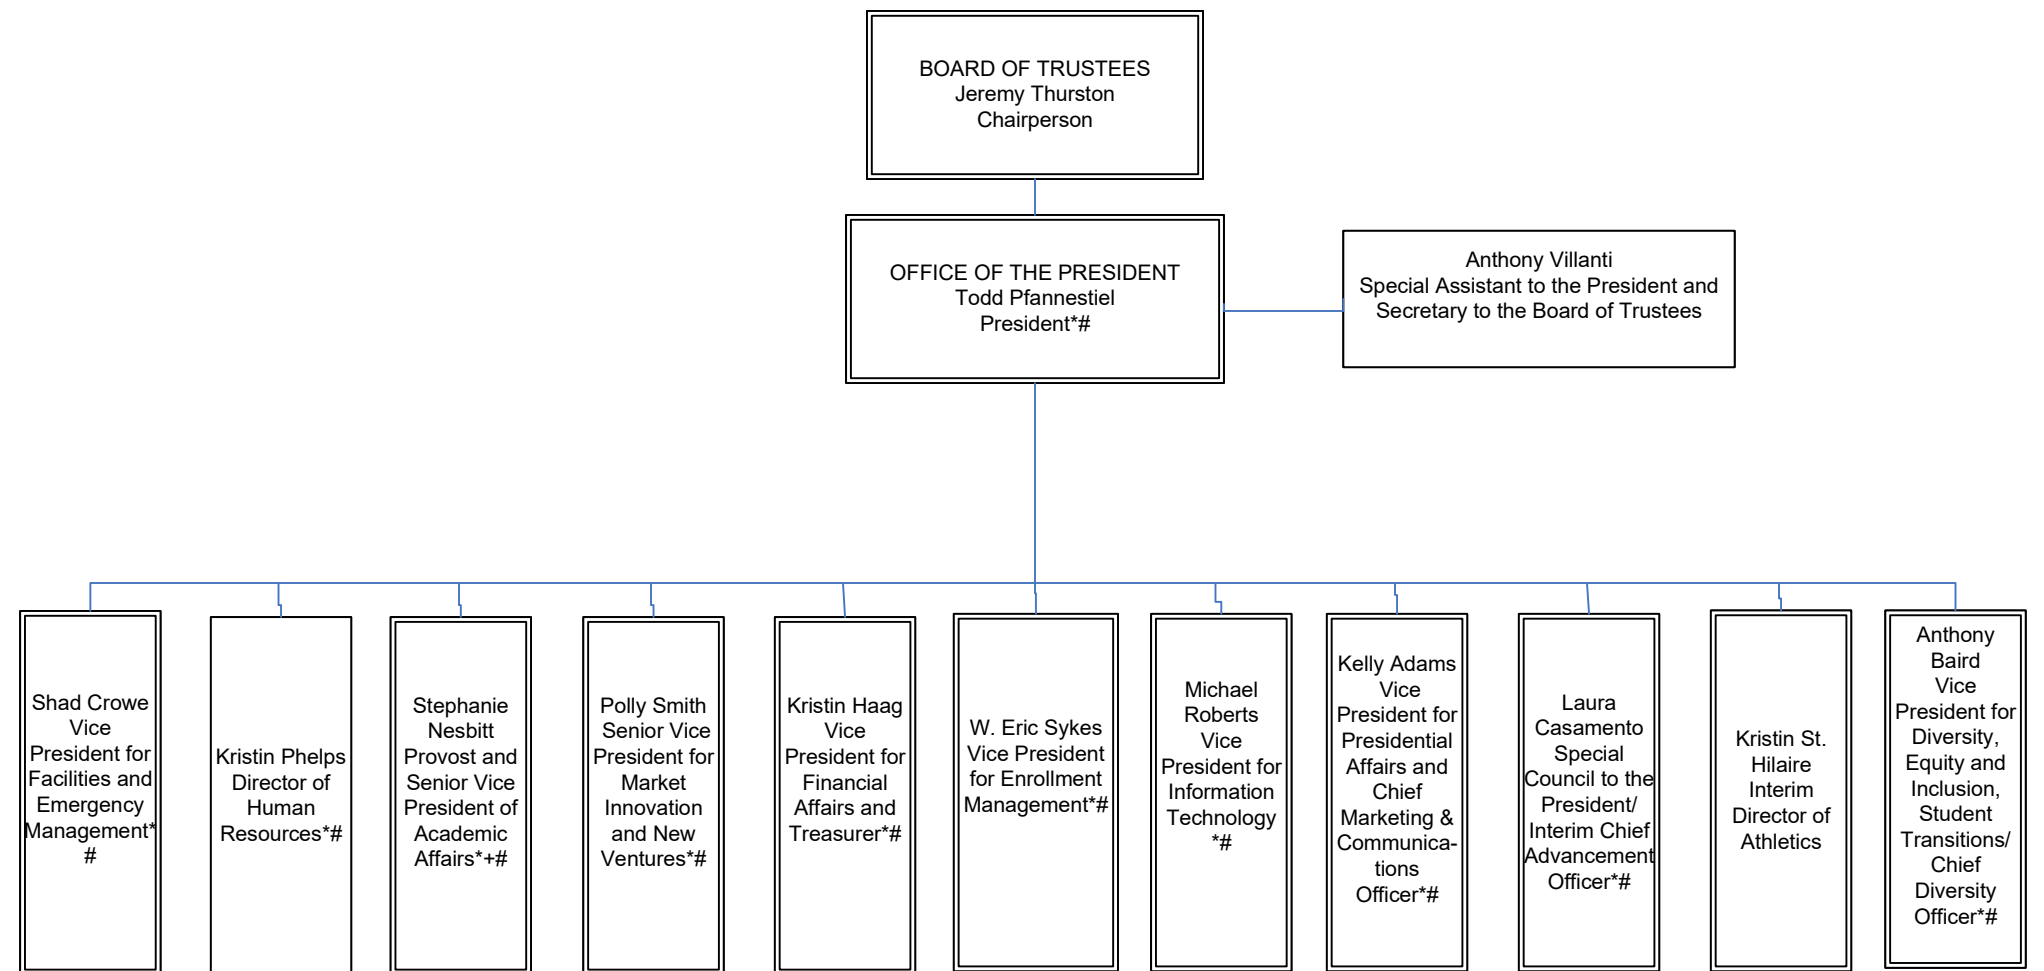 BOARD OF TRUSTEES
Jeremy Thurston
Chairperson
OFFICE OF THE PRESIDENT
Todd Pfannestiel
President*#
Anthony Villanti
Special Assistant to the President and
Secretary to the Board of Trustees
Shad Crowe
Vice
President for
Facilities and
Emergency
Management*
#
Kristin Phelps
Director of
Human
Resources*#
Stephanie
Nesbitt
Provost and
Senior Vice
President of
Academic
Affairs*+#
Polly Smith
Senior Vice
President for
Market
Innovation
and New
Ventures*#
Kristin Haag
Vice
President for
Financial
Affairs and
Treasurer*#
W. Eric Sykes
Vice President
for Enrollment
Management*#
Michael
Roberts
Vice
President for
Information
Technology
*#
Kelly Adams
Vice
President for
Presidential
Affairs and
Chief
Marketing &
Communica-
tions
Officer*#
Laura
Casamento
Special
Council to the
President/
Interim Chief
Advancement
Officer*#
Kristin St.
Hilaire
Interim
Director of
Athletics
Anthony
Baird
Vice
President for
Diversity,
Equity and
Inclusion,
Student
Transitions/
Chief
Diversity
Officer*#